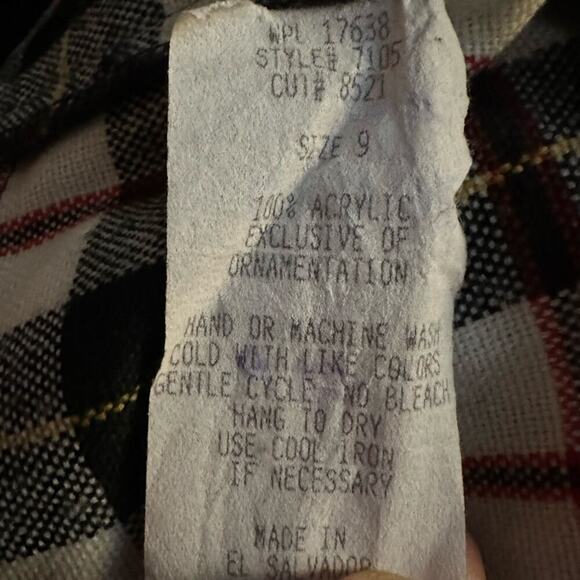 WPL 17638
STYLE# 7105
CUT# 8521
SIZE 9
100% ACRYLIC
EXCLUSIVE OF
ORNAMENTATION
HAND OR MACHINE WASH
COLD WITH LIKE COLORS
GENTLE CYCLE, NO BLEACH
HANG TO DRY
USE COOL IRON
IF NECESSARY
MADE IN
EL SALVADOR